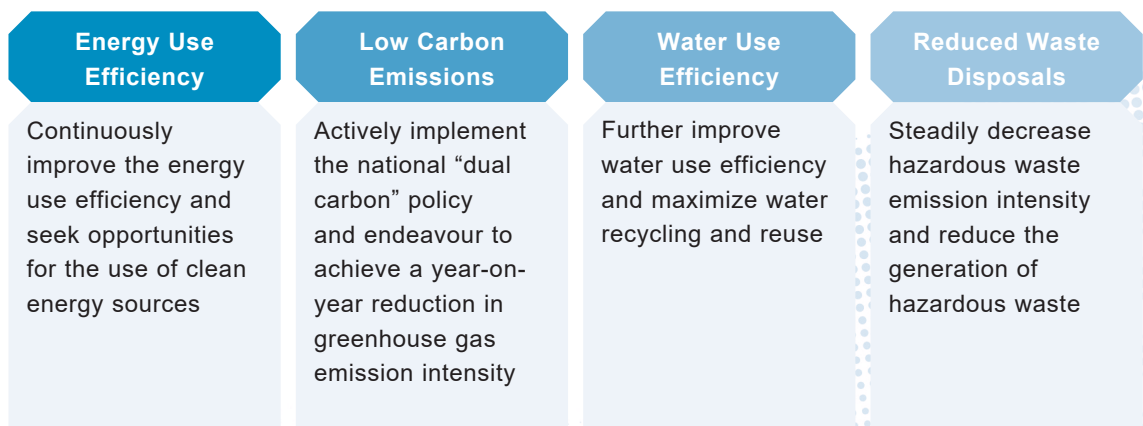 Energy Use
Efficiency
Continuously
improve the energy
use efficiency and
seek opportunities
for the use of clean
energy sources
Low Carbon
Emissions
Actively implement
the national “dual
carbon” policy
and endeavour to
achieve a year-on-
year reduction in
greenhouse gas
emission intensity
Water Use
Efficiency
Further improve
water use efficiency
and maximize water
recycling and reuse
Reduced Waste
Disposals
Steadily decrease
hazardous waste
emission intensity
and reduce the
generation of
hazardous waste